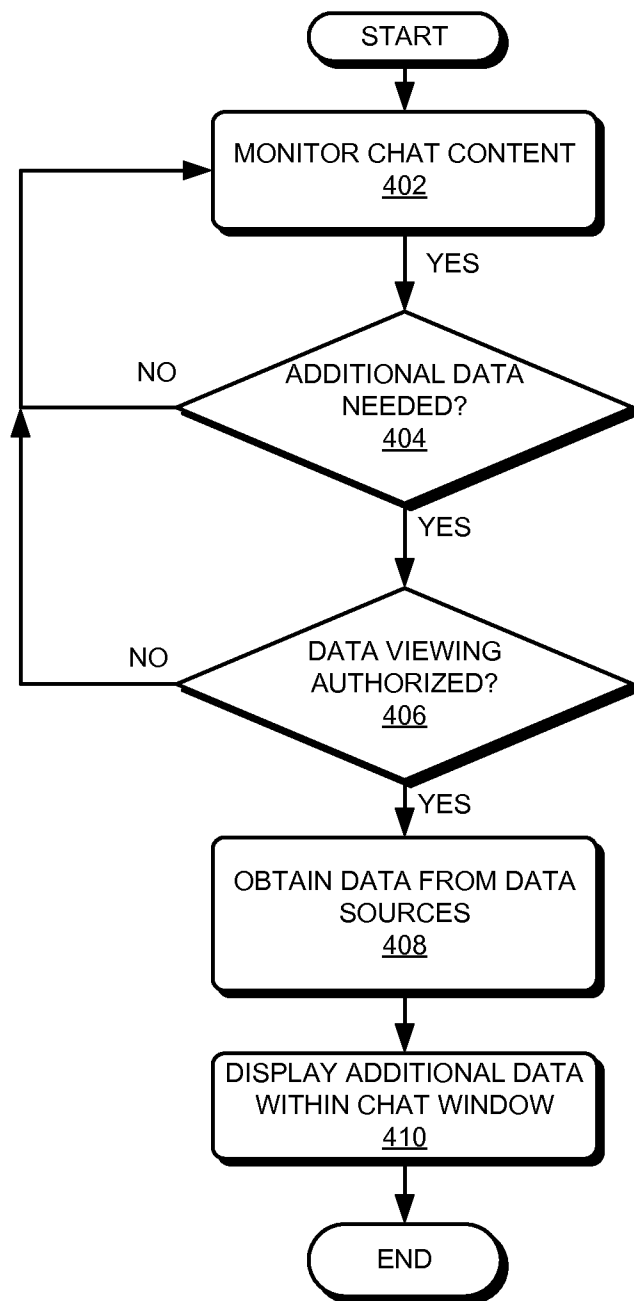 START
MONITOR CHAT CONTENT
402
YES
NO
ADDITIONAL DATA
NEEDED?
404
YES
NO
DATA VIEWING
AUTHORIZED?
406
YES
OBTAIN DATA FROM DATA
SOURCES
408
DISPLAY ADDITIONAL DATA
WITHIN CHAT WINDOW
410
END